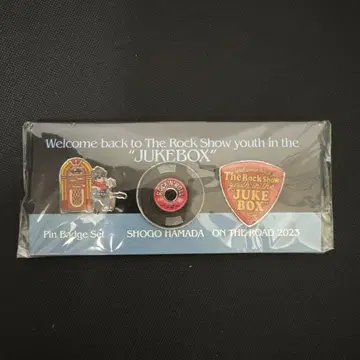 Welcome back to The Rock Show youth in the
"JUKEBOX"
The Rock Show
youth in the
JUKE
BOX
Pin Badge Set
SHOGO HAMADA ON THE ROAD 2023